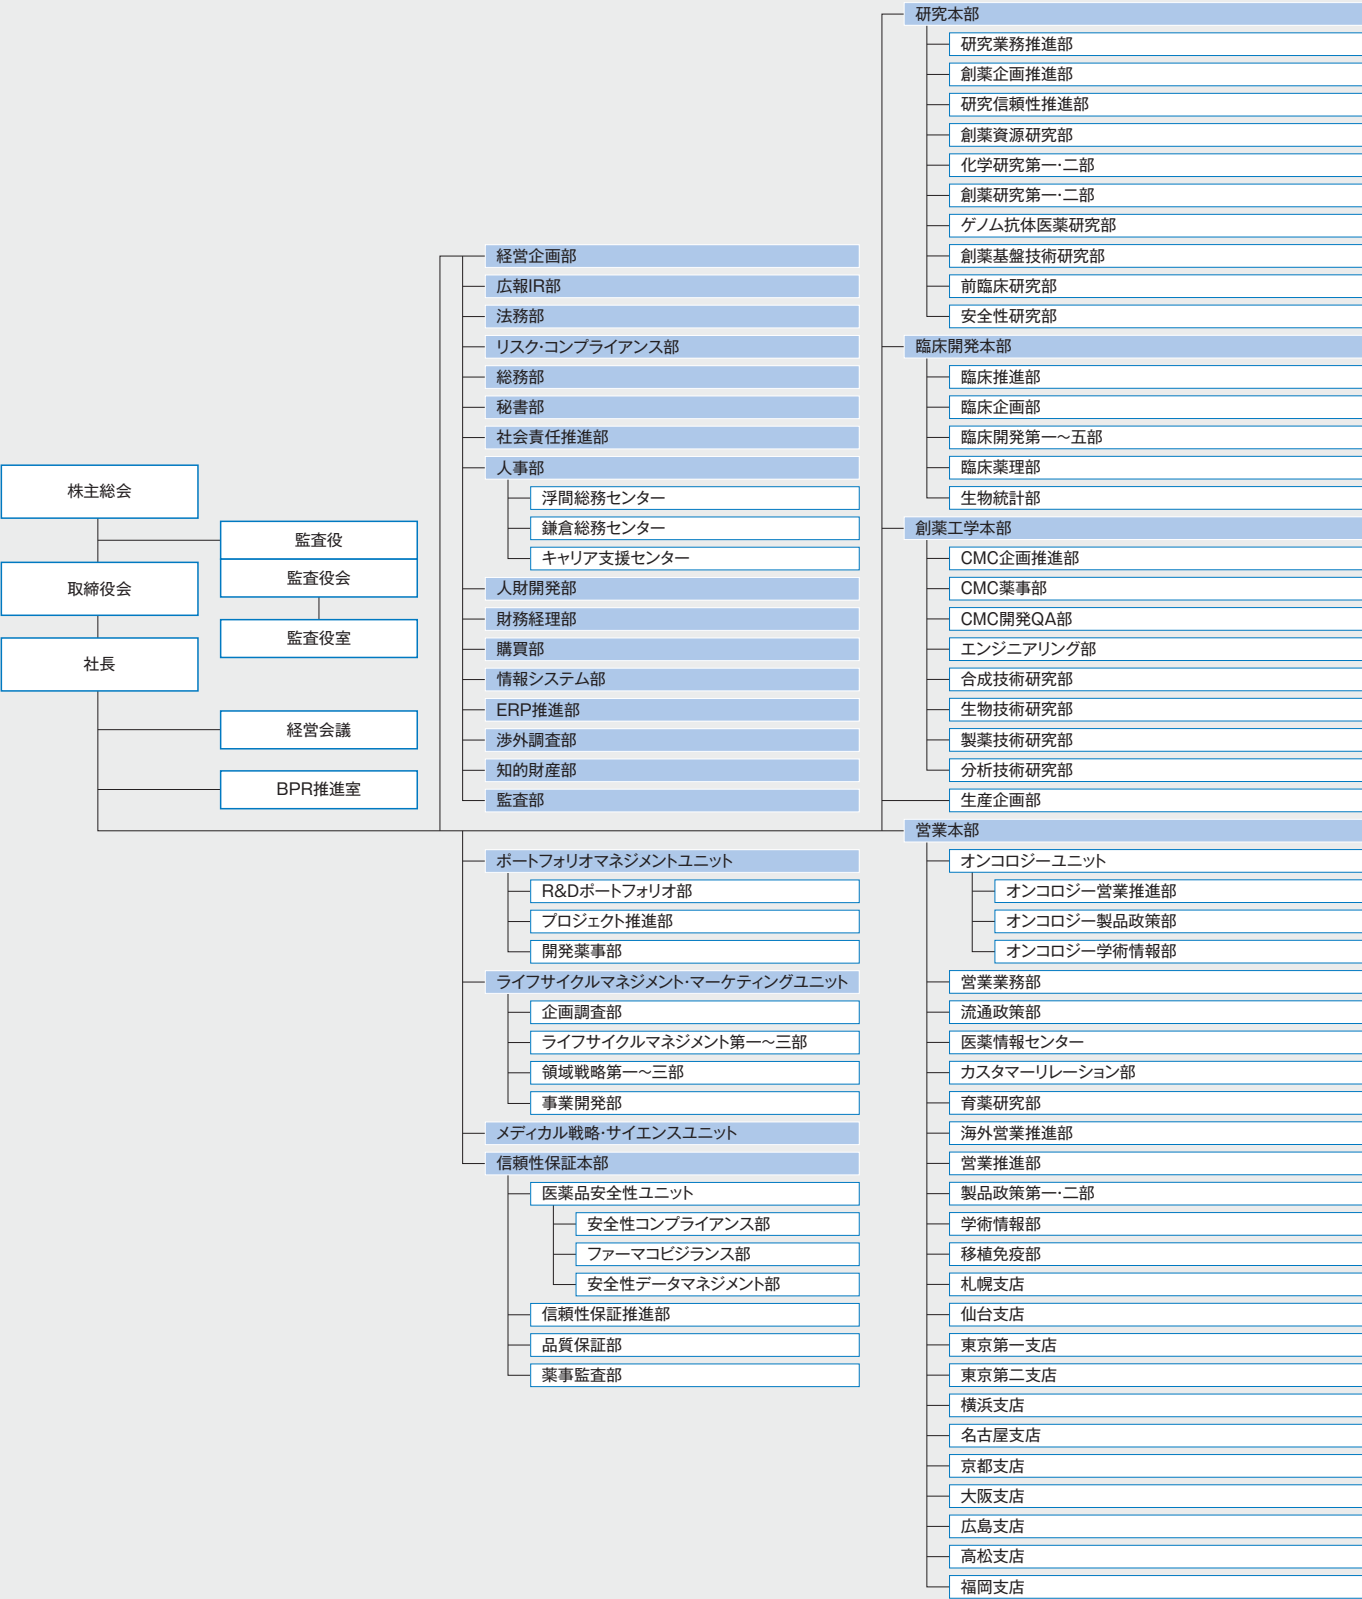 株主総会
監査役
監査役会
取締役会
監査役室
社長
経営会議
BPR推進室
経営企画部
広報IR部
法務部
リスク・コンプライアンス部
総務部
秘書部
社会責任推進部
人事部
浮間総務センター
鎌倉総務センター
キャリア支援センター
人財開発部
財務経理部
購買部
情報システム部
ERP推進部
渉外調査部
知的財産部
監査部
ポートフォリオマネジメントユニット
R&Dポートフォリオ部
プロジェクト推進部
開発薬事部
ライフサイクルマネジメント・マーケティングユニット
企画調査部
ライフサイクルマネジメント第一～三部
領域戦略第一～三部
事業開発部
メディカル戦略・サイエンスユニット
信頼性保証本部
医薬品安全性ユニット
安全性コンプライアンス部
ファーマコビジランス部
安全性データマネジメント部
信頼性保証推進部
品質保証部
薬事監査部
研究本部
研究業務推進部
創薬企画推進部
研究信頼性推進部
創薬資源研究部
化学研究第一・二部
創薬研究第一・二部
ゲノム抗体医薬研究部
創薬基盤技術研究部
前臨床研究部
安全性研究部
臨床開発本部
臨床推進部
臨床企画部
臨床開発第一～五部
臨床薬理部
生物統計部
創薬工学本部
CMC企画推進部
CMC薬事部
CMC開発QA部
エンジニアリング部
合成技術研究部
生物技術研究部
製薬技術研究部
分析技術研究部
生産企画部
営業本部
オンコロジーユニット
オンコロジー営業推進部
オンコロジー製品政策部
オンコロジー学術情報部
営業業務部
流通政策部
医薬情報センター
カスタマーリレーション部
育薬研究部
海外営業推進部
営業推進部
製品政策第一・二部
学術情報部
移植免疫部
札幌支店
仙台支店
東京第一支店
東京第二支店
横浜支店
名古屋支店
京都支店
大阪支店
広島支店
高松支店
福岡支店